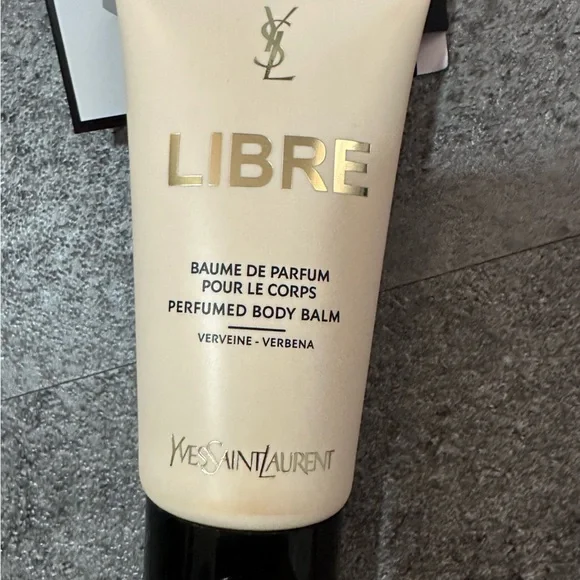 YSL
LIBRE
BAUME DE PARFUM
POUR LE CORPS
PERFUMED BODY BALM
VERVEINE - VERBENA
YVESSAINTLAURENT